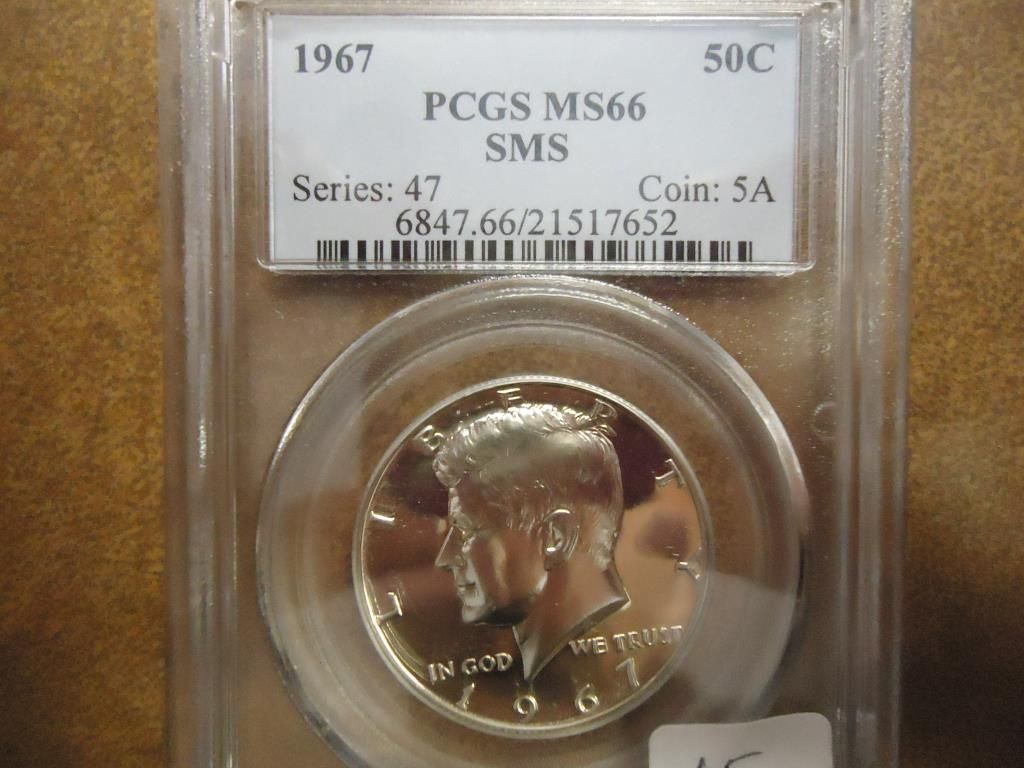 1967 50C
PCGS MS66
SMS
Series: 47 Coin: 5A
6847.66/21517652
LIBERTY
IN GOD WE TRUST
1967